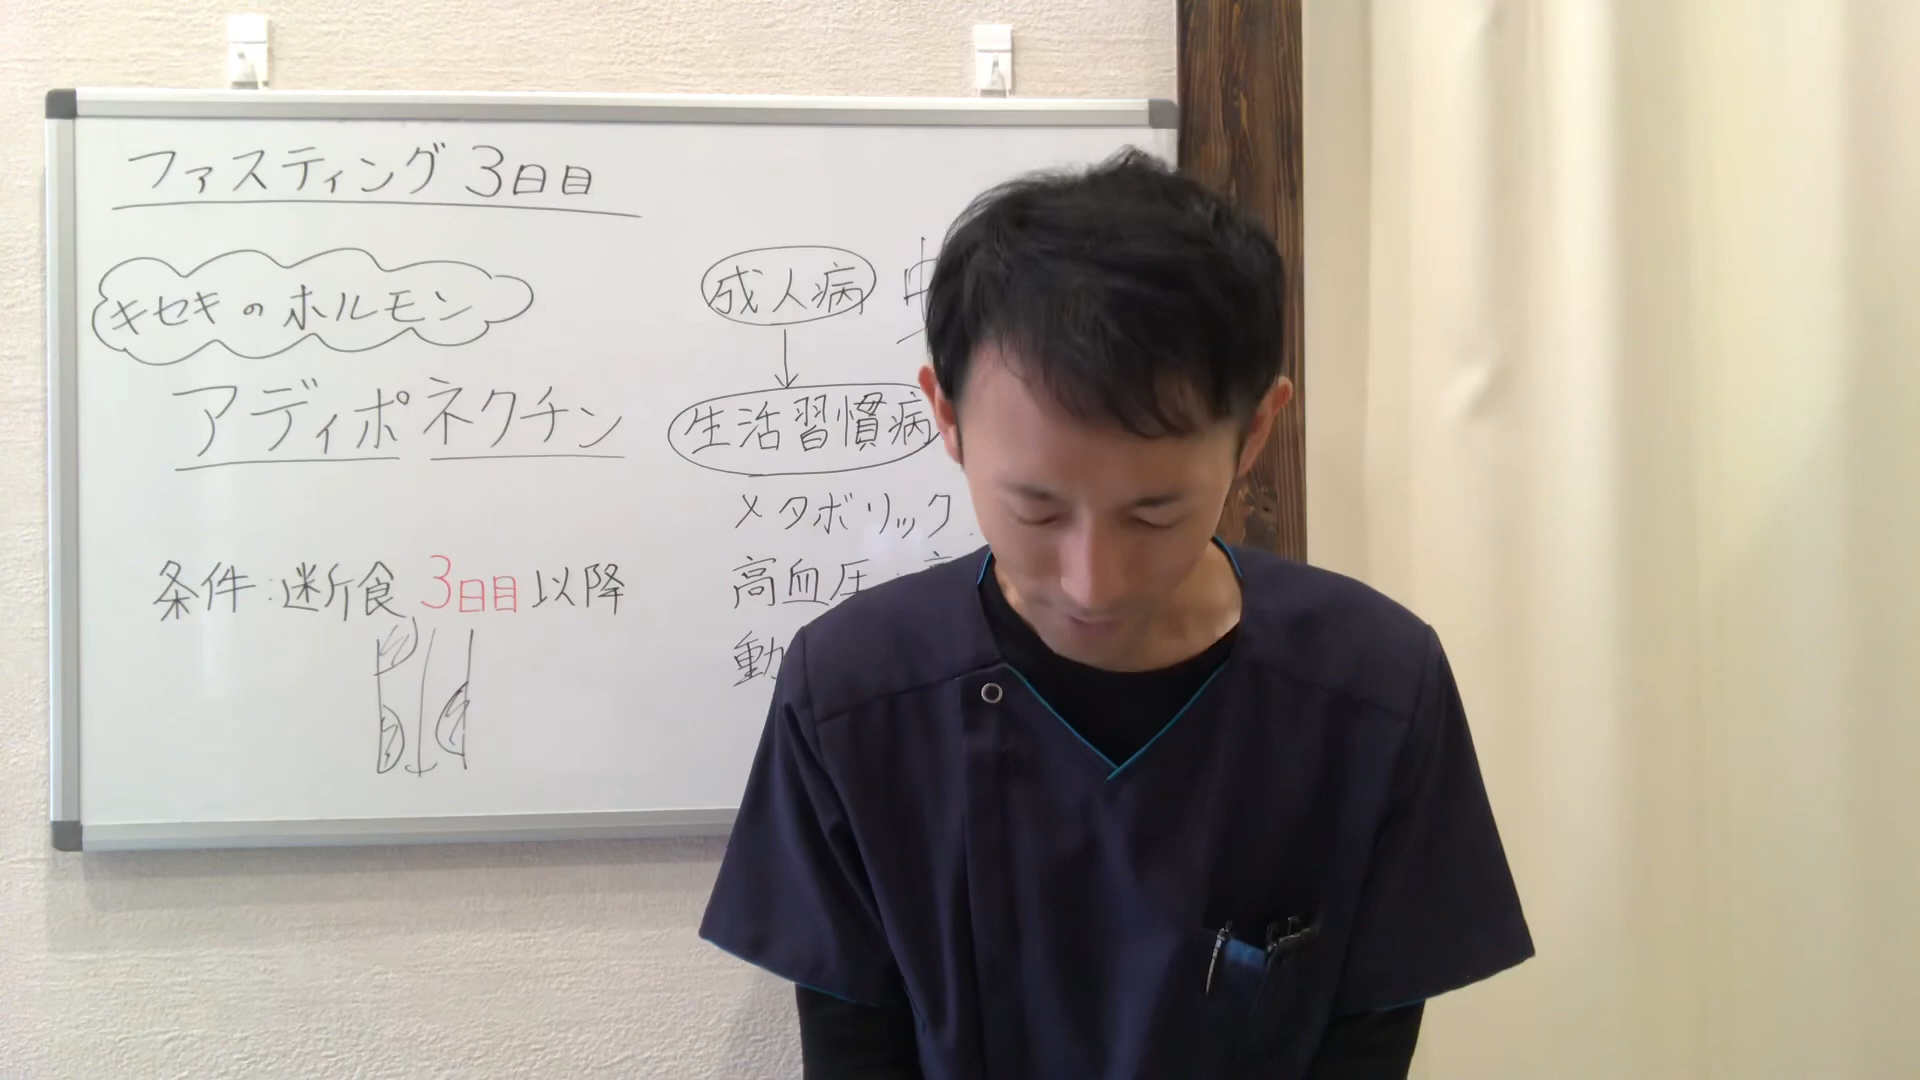 ファスティング 3日目
キセキのホルモン
アディポネクチン
条件:断食 3日目以降
成人病
生活習慣病
メタボリック
高血圧
動